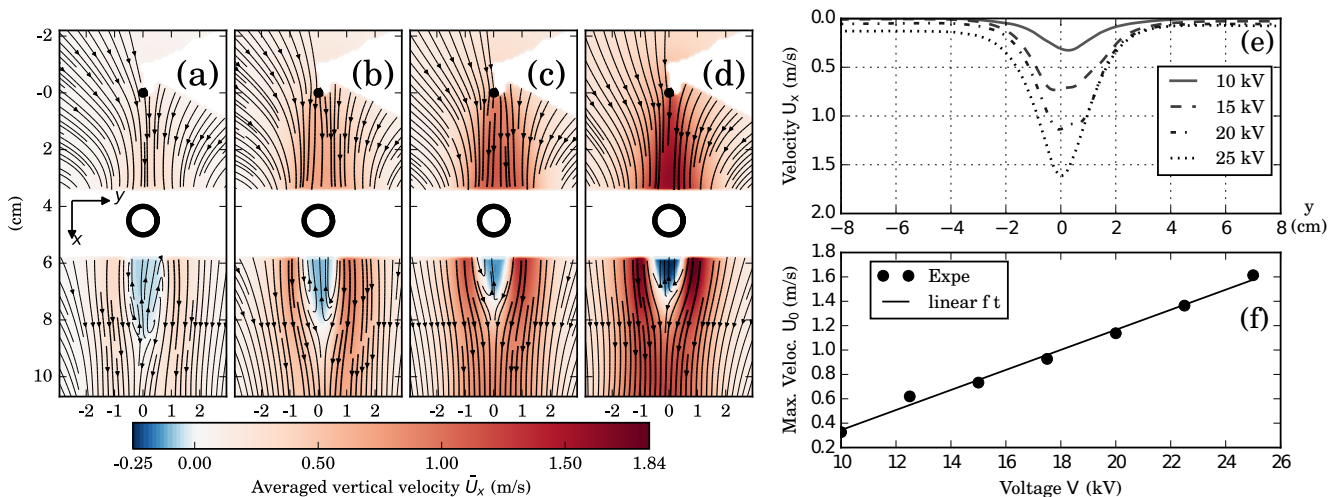 (a) (b) (c) (d)
-2
-0
2
4
6
8
10
(cm)
y
x
-2 -1 0 1 2 -2 -1 0 1 2 -2 -1 0 1 2 -2 -1 0 1 2
-0.25 0.00 0.50 1.00 1.50 1.84
Averaged vertical velocity Ūₓ (m/s)
0.0
0.5
1.0
1.5
2.0
Velocity Uₓ (m/s)
(e)
10 kV
15 kV
20 kV
25 kV
−8 −6 −4 −2 0 2 4 6 8
y
(cm)
1.8
1.6
1.4
1.2
1.0
0.8
0.6
0.4
0.2
Max. Veloc. U₀ (m/s)
Expe
linear f t
(f)
10 12 14 16 18 20 22 24 26
Voltage V (kV)